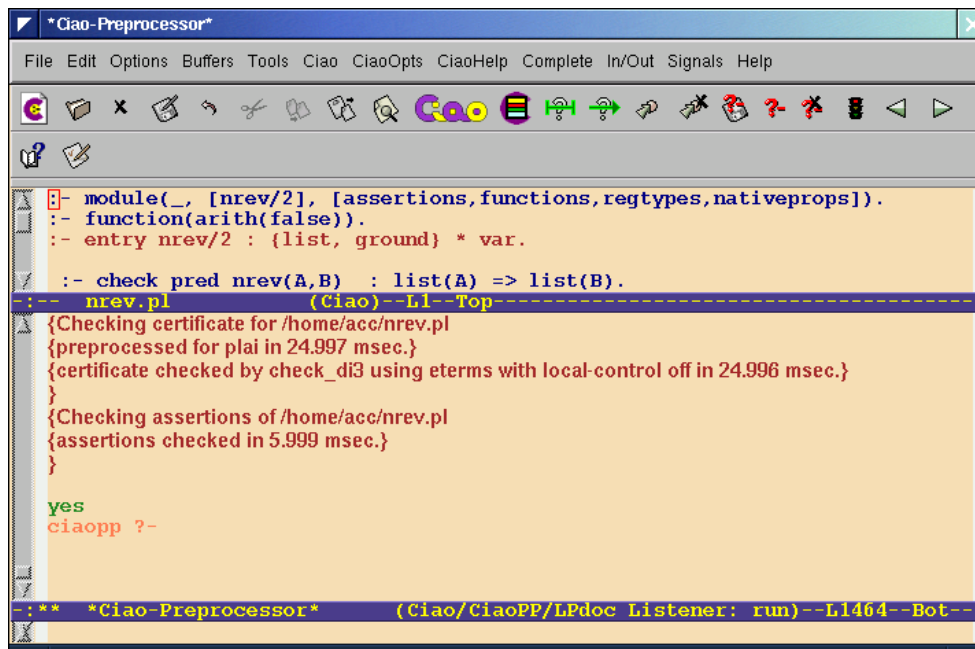 *Ciao-Preprocessor*
File Edit Options Buffers Tools Ciao CiaoOpts CiaoHelp Complete In/Out Signals Help
Ciao
:- module(_, [nrev/2], [assertions,functions,regtypes,nativeprops]).
:- function(arith(false)).
:- entry nrev/2 : {list, ground} * var.
:- check pred nrev(A,B) : list(A) => list(B).
-:-- nrev.pl (Ciao)--L1--Top----------------------------------------
{Checking certificate for /home/acc/nrev.pl
{preprocessed for plai in 24.997 msec.}
{certificate checked by check_di3 using eterms with local-control off in 24.996 msec.}
}
{Checking assertions of /home/acc/nrev.pl
{assertions checked in 5.999 msec.}
}
yes
ciaopp ?-
-:** *Ciao-Preprocessor* (Ciao/CiaoPP/LPdoc Listener: run)--L1464--Bot--